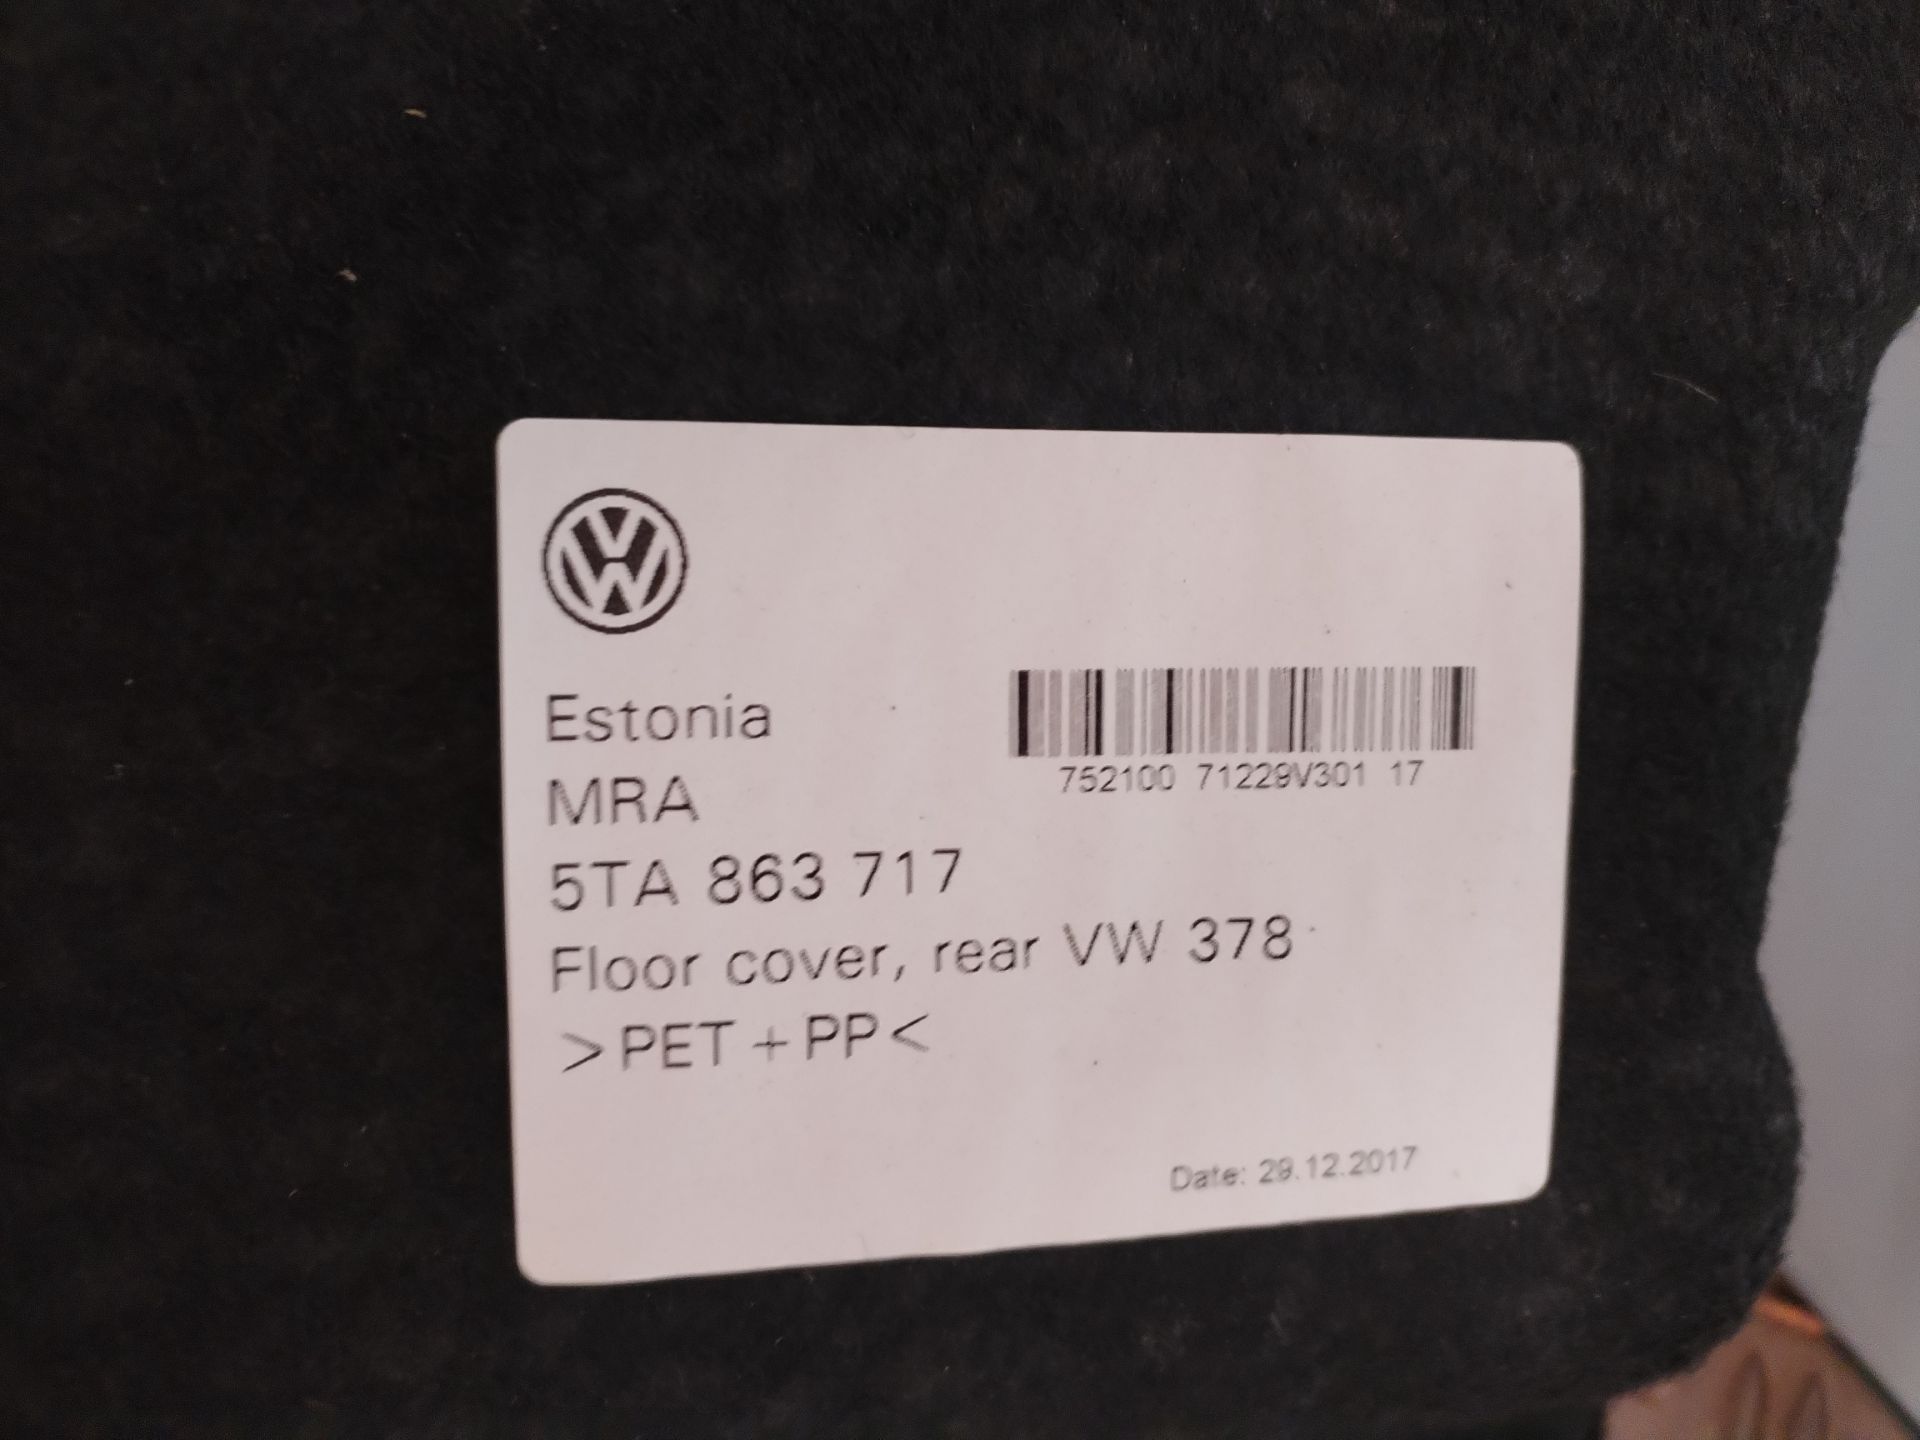 Estonia
752100 71229V301 17
MRA
5TA 863 717
Floor cover, rear VW 378
>PET + PP<
Date: 29.12.2017